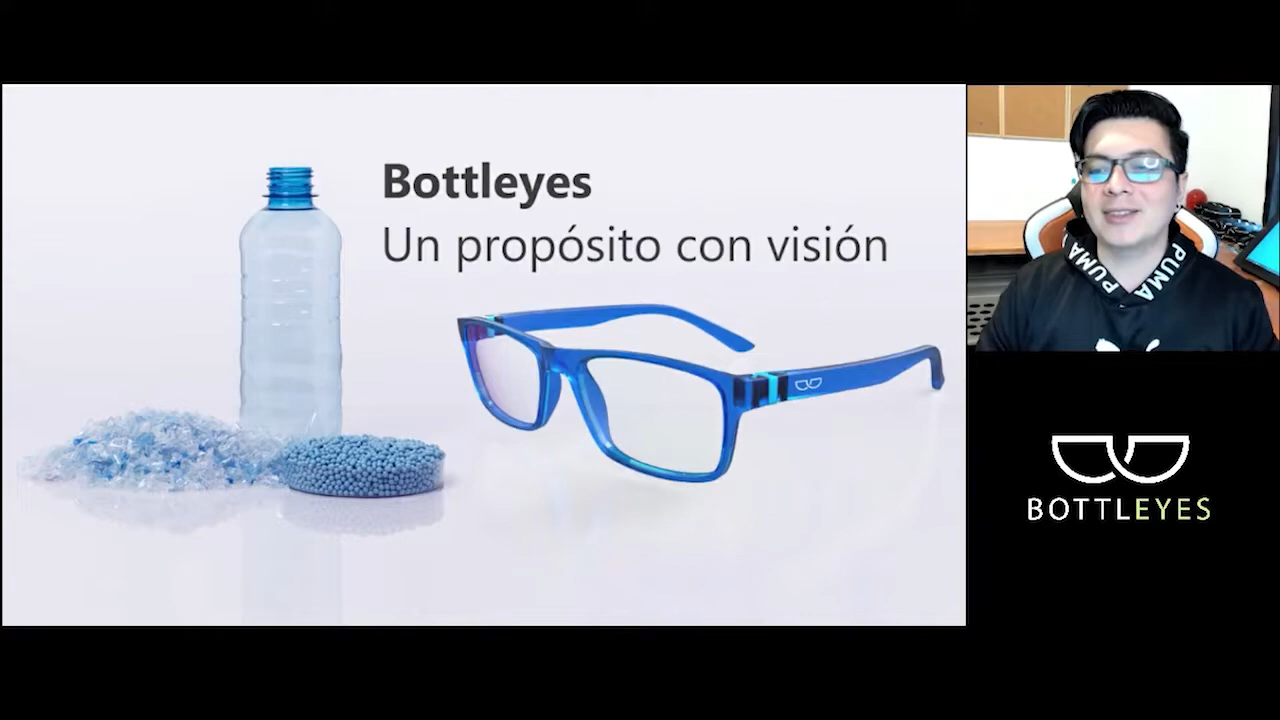 Bottleyes
Un propósito con visión
PUMA
PUMA
BOTTLEYES